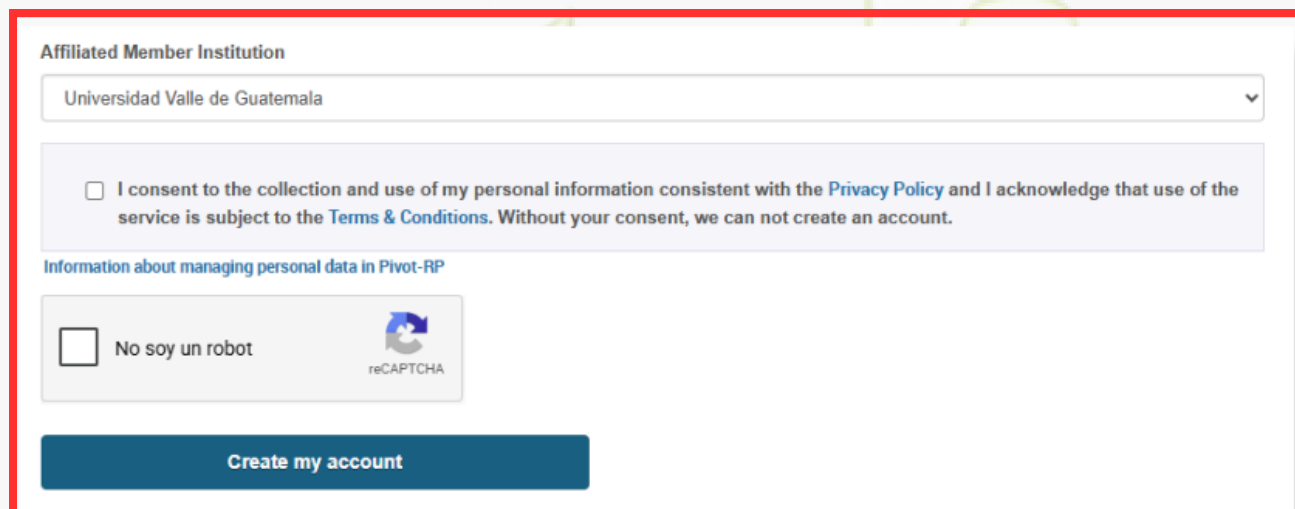 Affiliated Member Institution
Universidad Valle de Guatemala
I consent to the collection and use of my personal information consistent with the Privacy Policy and I acknowledge that use of the
service is subject to the Terms & Conditions. Without your consent, we can not create an account.
Information about managing personal data in Pivot-RP
No soy un robot
reCAPTCHA
Create my account